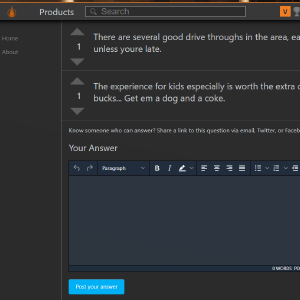 Products
Search
V
Home
About
There are several good drive throughs in the area, ea
unless youre late.
1
The experience for kids especially is worth the extra
bucks... Get em a dog and a coke.
1
Know someone who can answer? Share a link to this question via email, Twitter, or Faceb
Your Answer
Paragraph
B I
0 WORDS
Post your answer